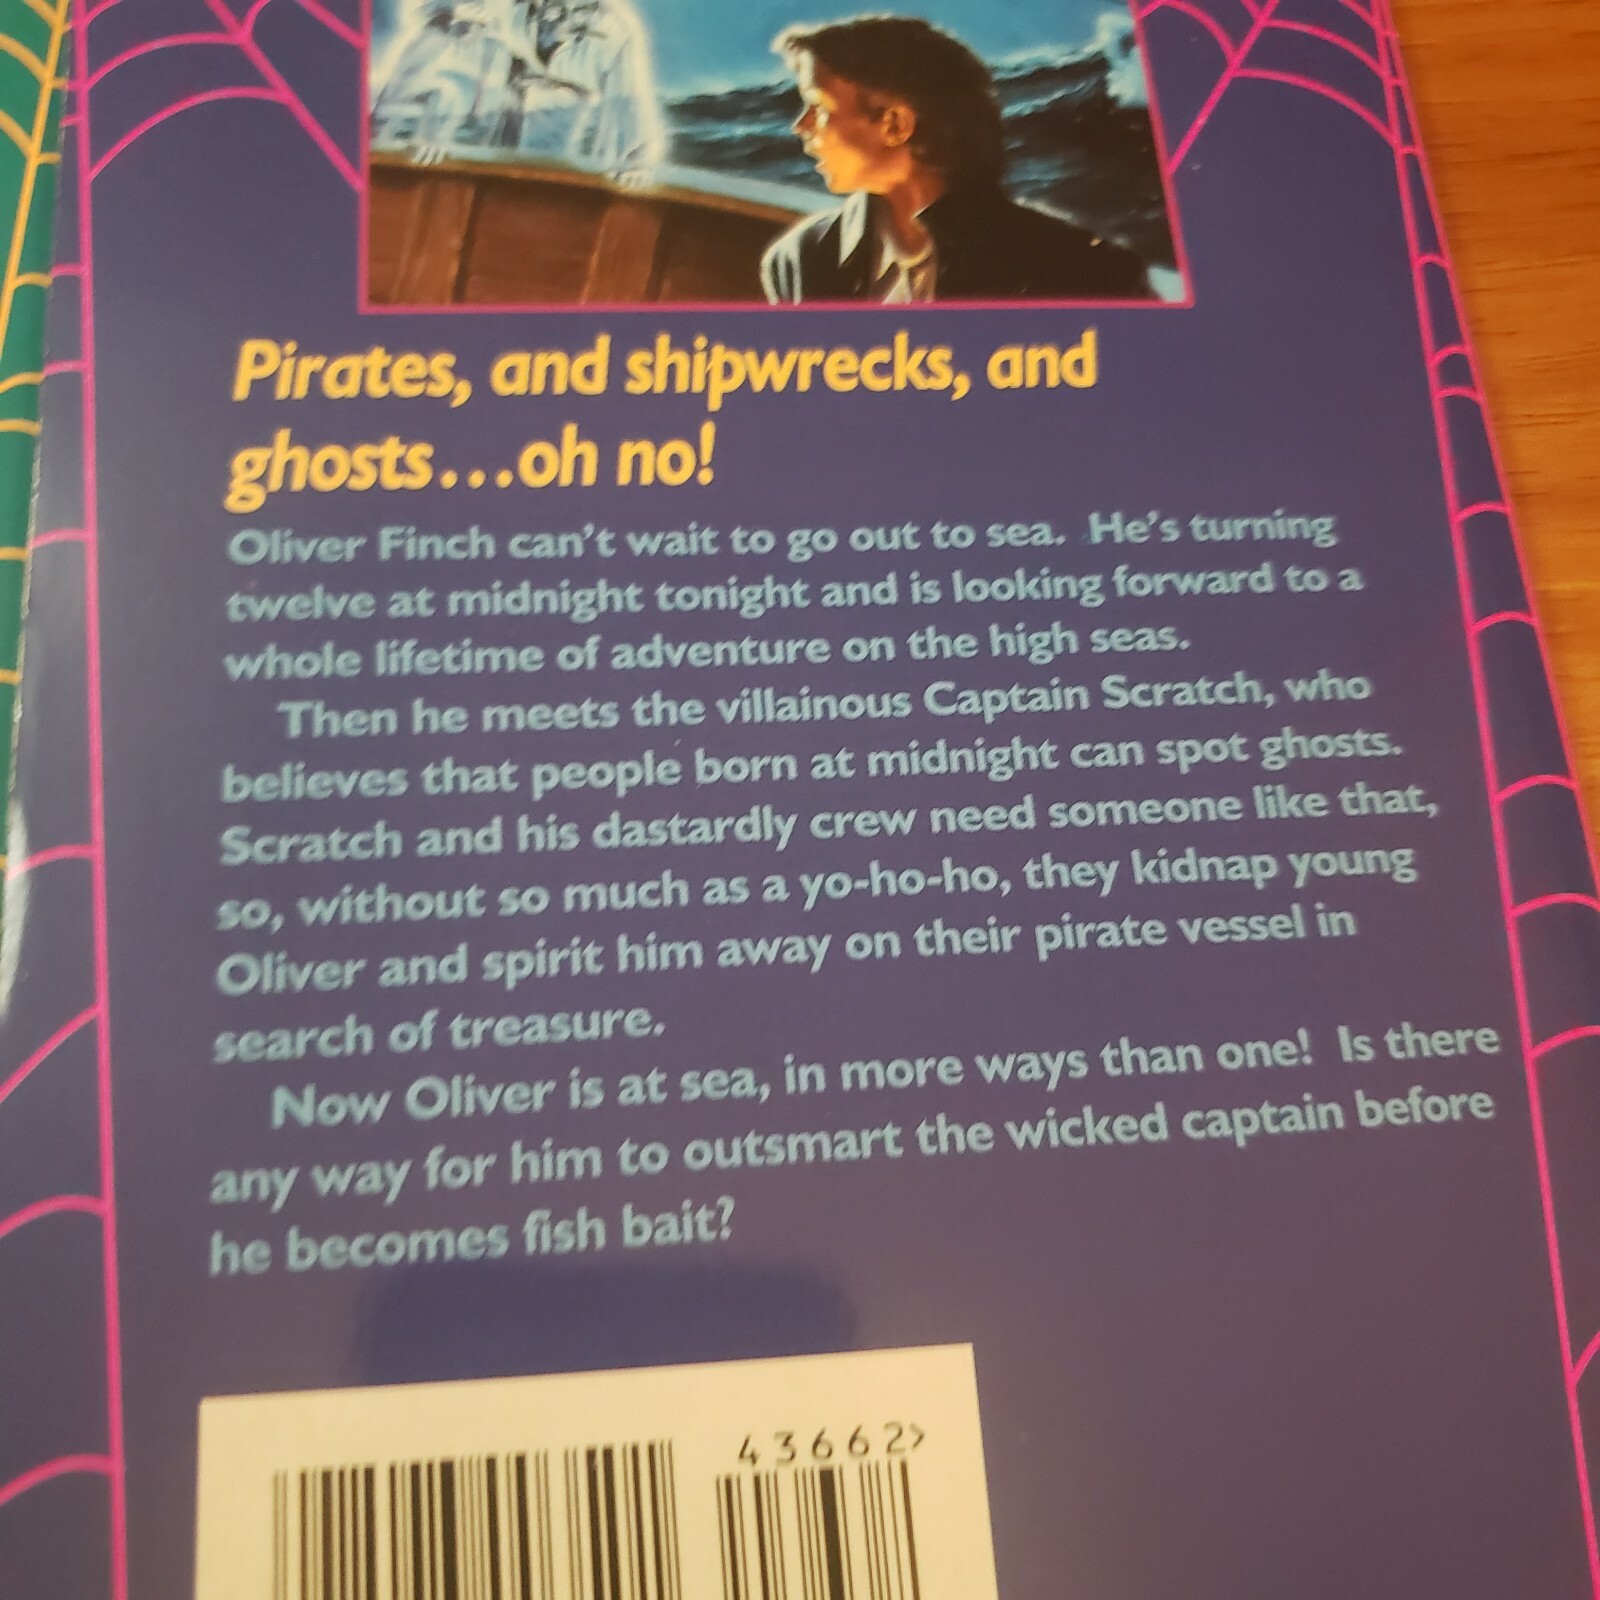 Pirates, and shipwrecks, and
ghosts...oh no!
Oliver Finch can't wait to go out to sea. He's turning
twelve at midnight tonight and is looking forward to a
whole lifetime of adventure on the high seas.
Then he meets the villainous Captain Scratch, who
believes that people born at midnight can spot ghosts.
Scratch and his dastardly crew need someone like that,
so, without so much as a yo-ho-ho, they kidnap young
Oliver and spirit him away on their pirate vessel in
search of treasure.
Now Oliver is at sea, in more ways than one! Is there
any way for him to outsmart the wicked captain before
he becomes fish bait?
43662>